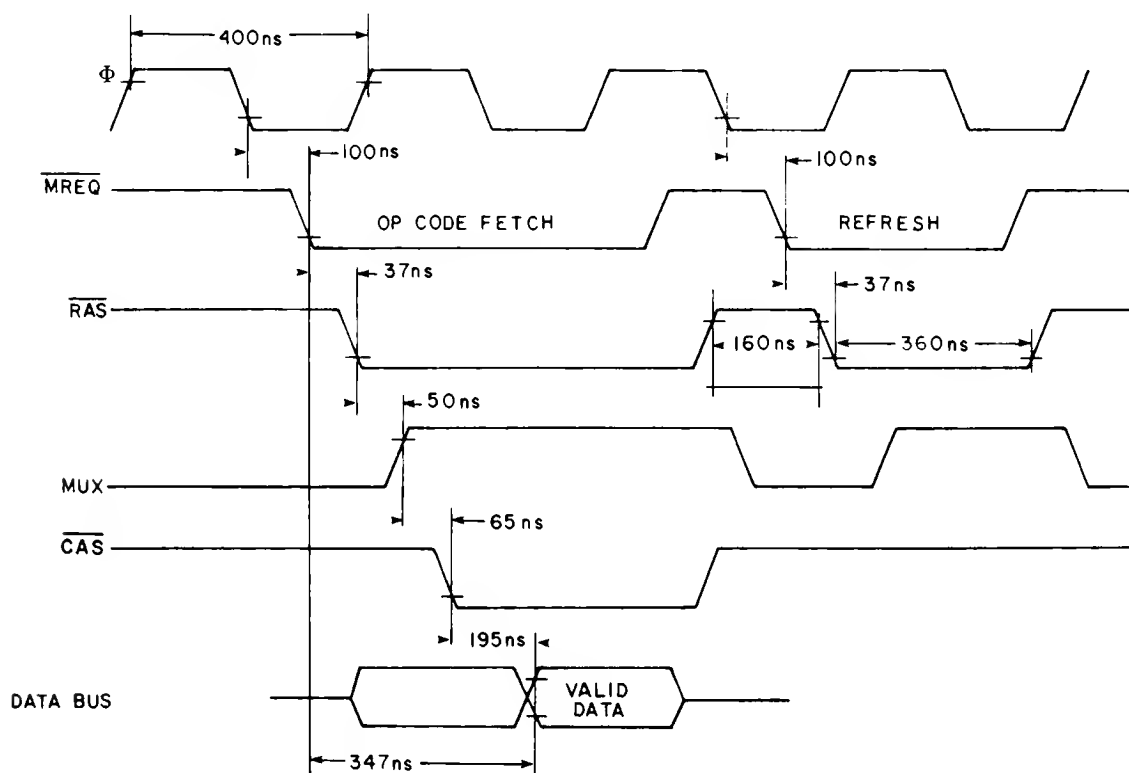 400ns
Φ
100ns
100ns
MREQ
OP CODE FETCH
REFRESH
37ns
37ns
RAS
160ns
360ns
50ns
MUX
65ns
CAS
195ns
DATA BUS
VALID
DATA
347ns